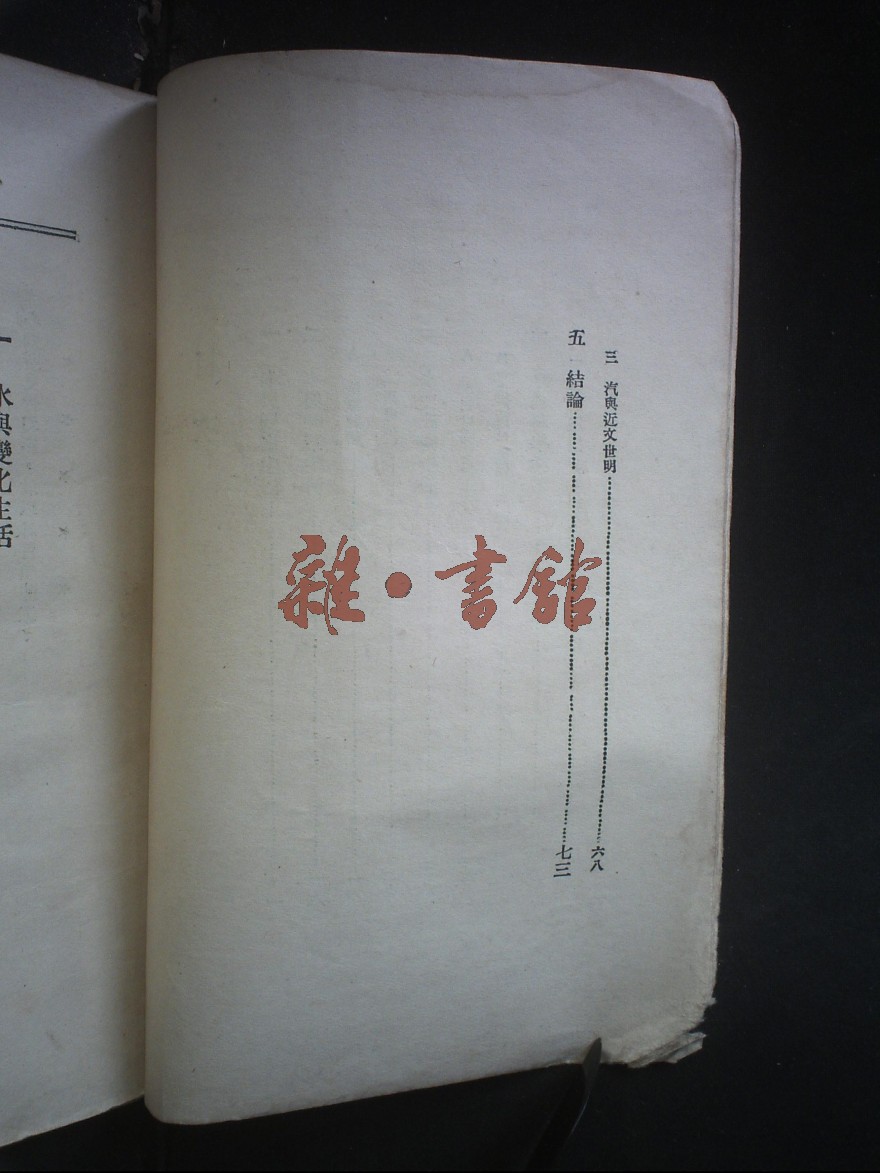 三 汽與近文世明……六八
五 結論……七三
雜·書館
一 水與變化生活